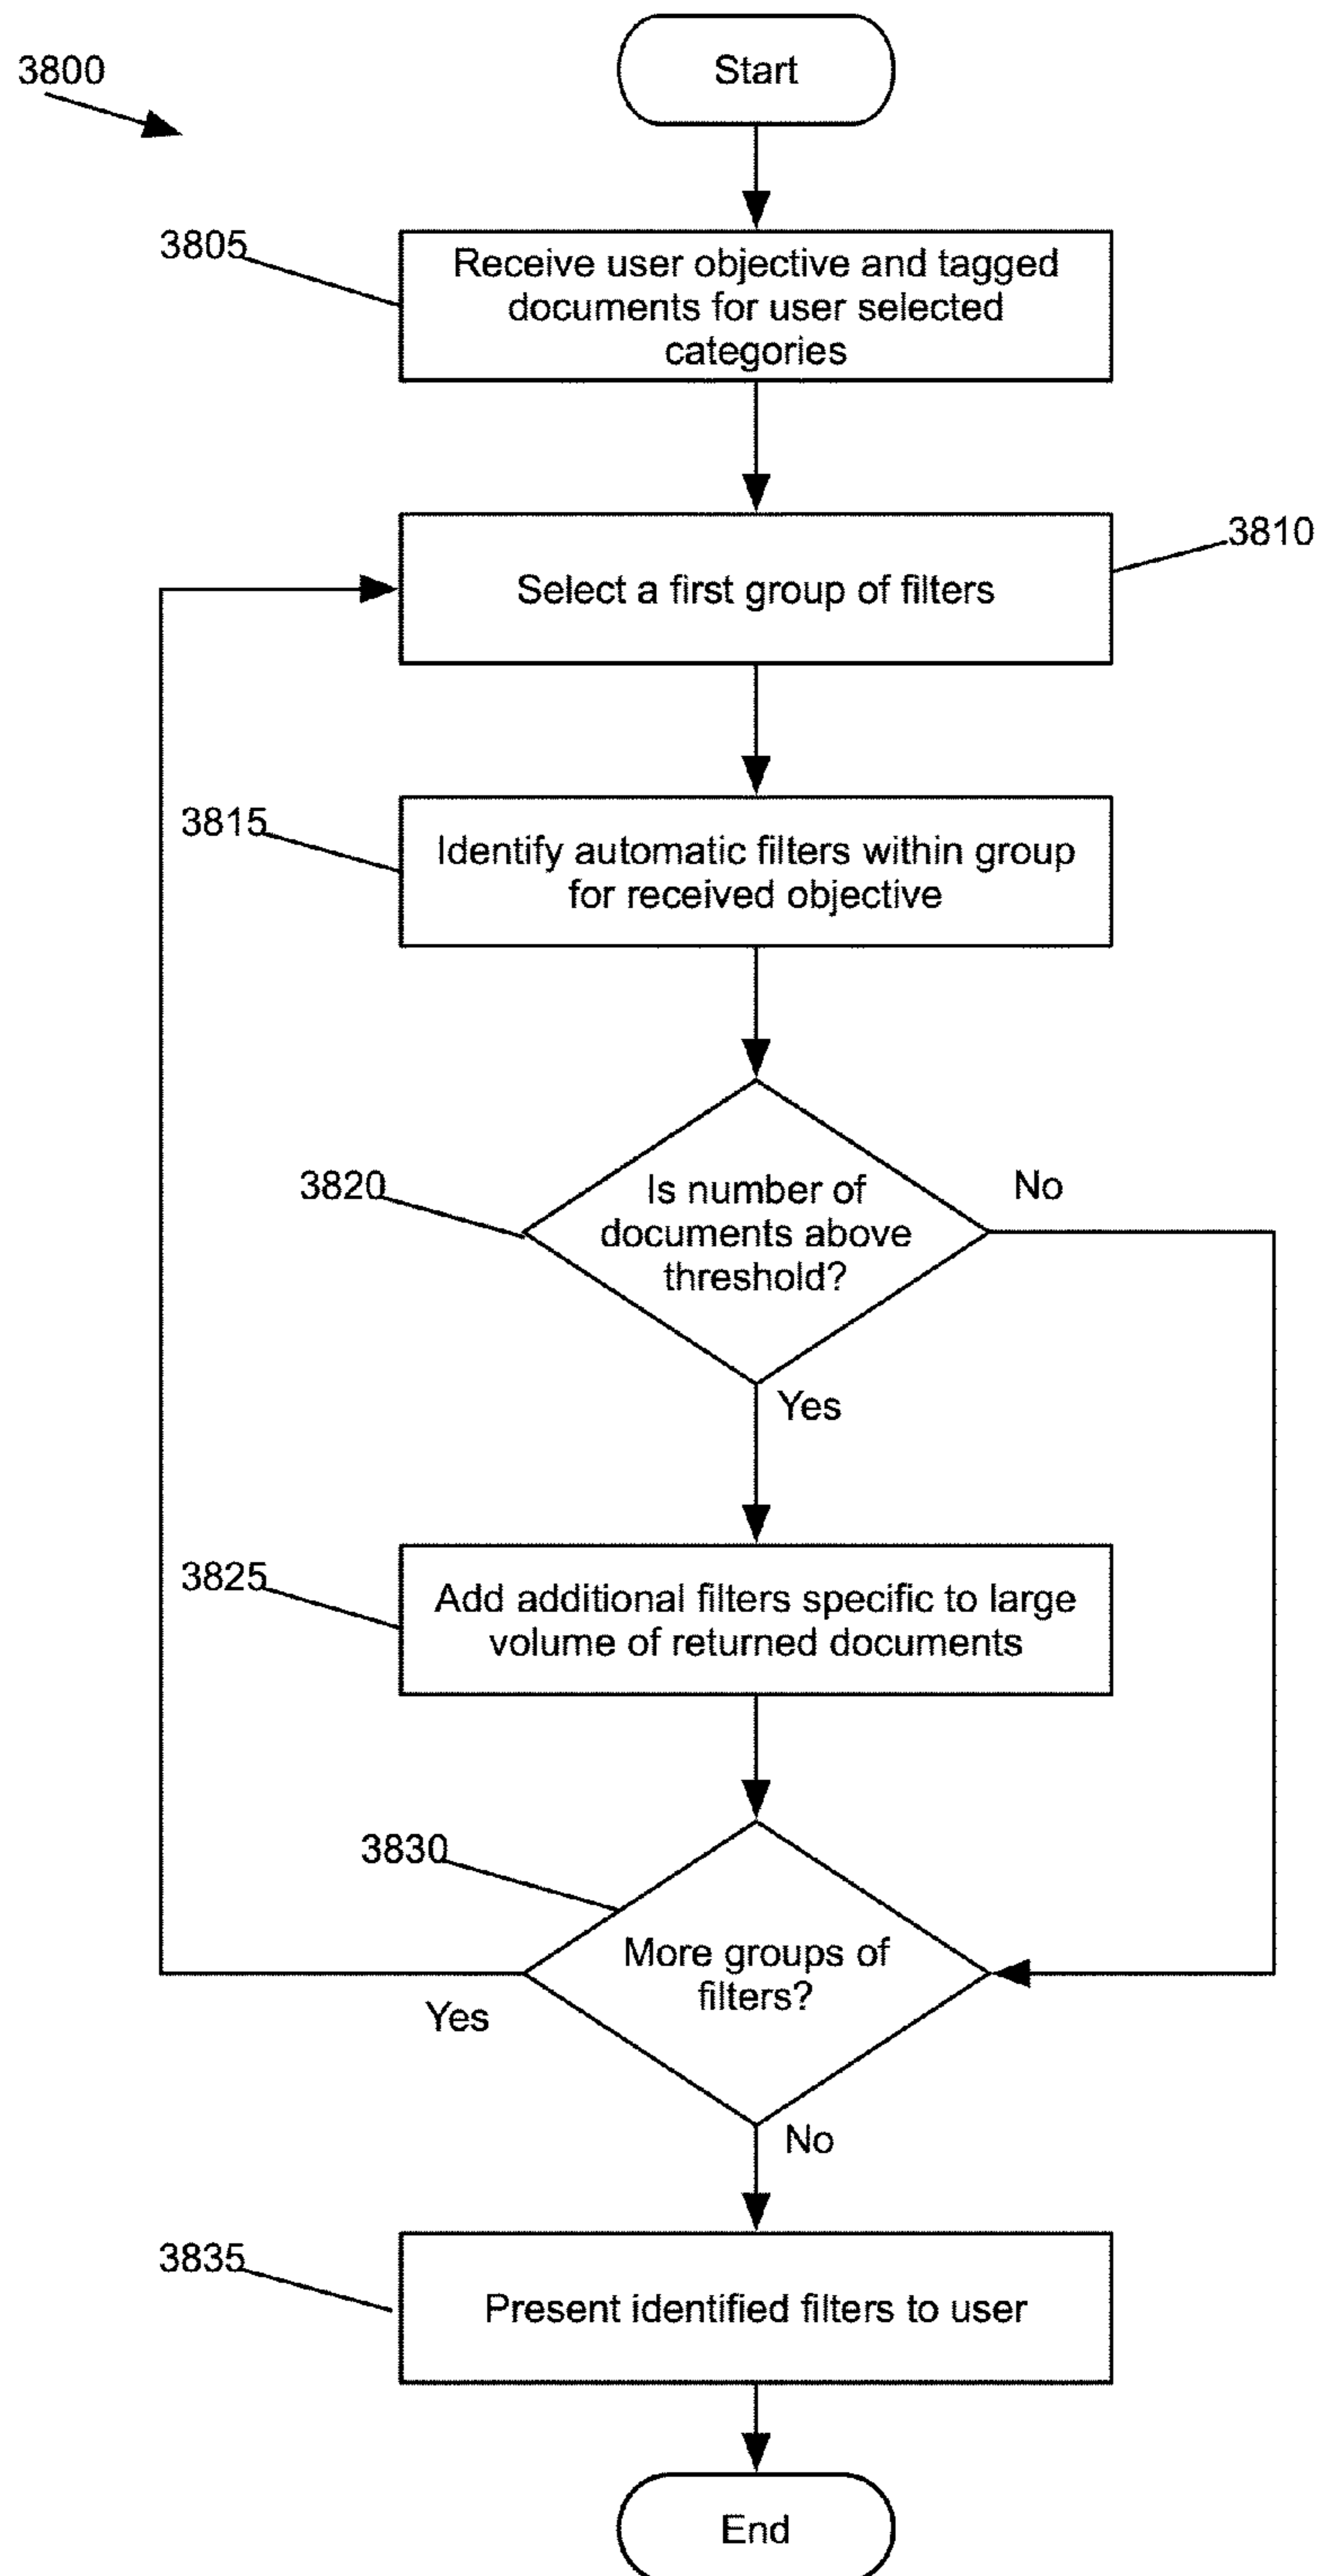 3800
Start
3805
Receive user objective and tagged
documents for user selected
categories
3810
Select a first group of filters
3815
Identify automatic filters within group
for received objective
3820
Is number of
documents above
threshold?
No
Yes
3825
Add additional filters specific to large
volume of returned documents
3830
More groups of
filters?
Yes
No
3835
Present identified filters to user
End